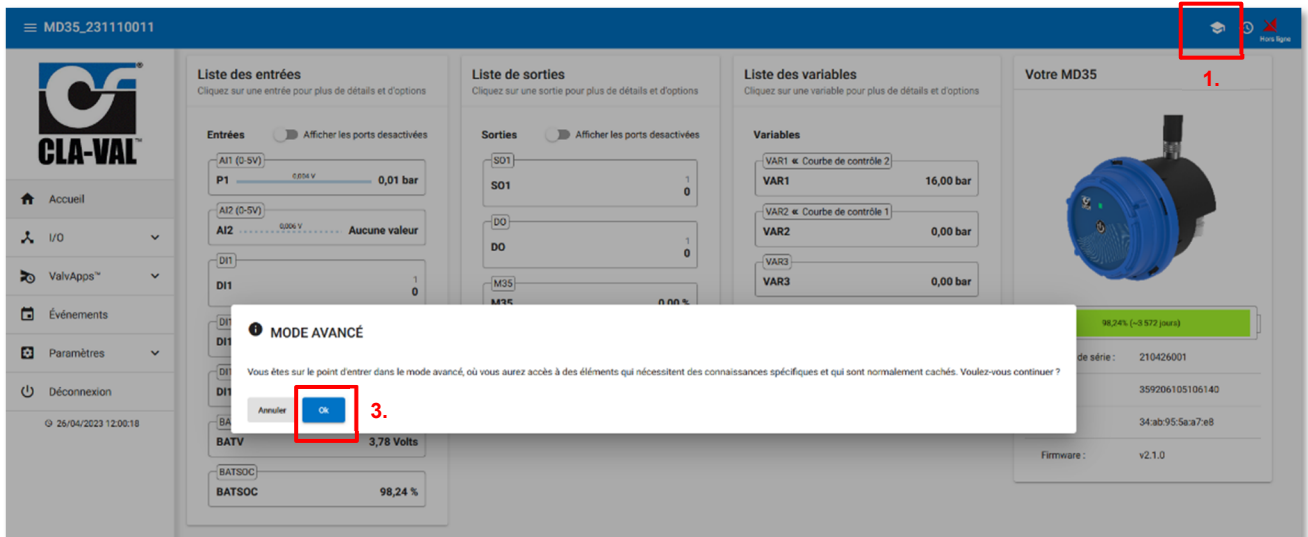 MD35_231110011
Hors ligne
1.
CLA-VAL
Accueil
I/O
ValvApps™
Événements
Paramètres
Déconnexion
26/04/2023 12:00:18
Liste des entrées
Cliquez sur une entrée pour plus de détails et d'options
Entrées Afficher les ports desactivées
AI1 (0-5V)
P1 0,004 V 0,01 bar
AI2 (0-5V)
AI2 0,006 V Aucune valeur
DI1
DI1 1
0
DI1
DI1
DI1
DI1
BA
BATV 3,78 Volts
BATSOC
BATSOC 98,24 %
Liste de sorties
Cliquez sur une sortie pour plus de détails et d'options
Sorties Afficher les ports desactivées
SO1
SO1 1
0
DO
DO 1
0
M35
M35 0,00 %
Liste des variables
Cliquez sur une variable pour plus de détails et d'options
Variables
VAR1 « Courbe de contrôle 2
VAR1 16,00 bar
VAR2 « Courbe de contrôle 1
VAR2 0,00 bar
VAR3
VAR3 0,00 bar
Votre MD35
98,24% (~3 572 jours)
de série : 210426001
359206105106140
34:ab:95:5a:a7:e8
Firmware : v2.1.0
MODE AVANCÉ
Vous êtes sur le point d'entrer dans le mode avancé, où vous aurez accès à des éléments qui nécessitent des connaissances spécifiques et qui sont normalement cachés. Voulez-vous continuer ?
Annuler Ok
3.